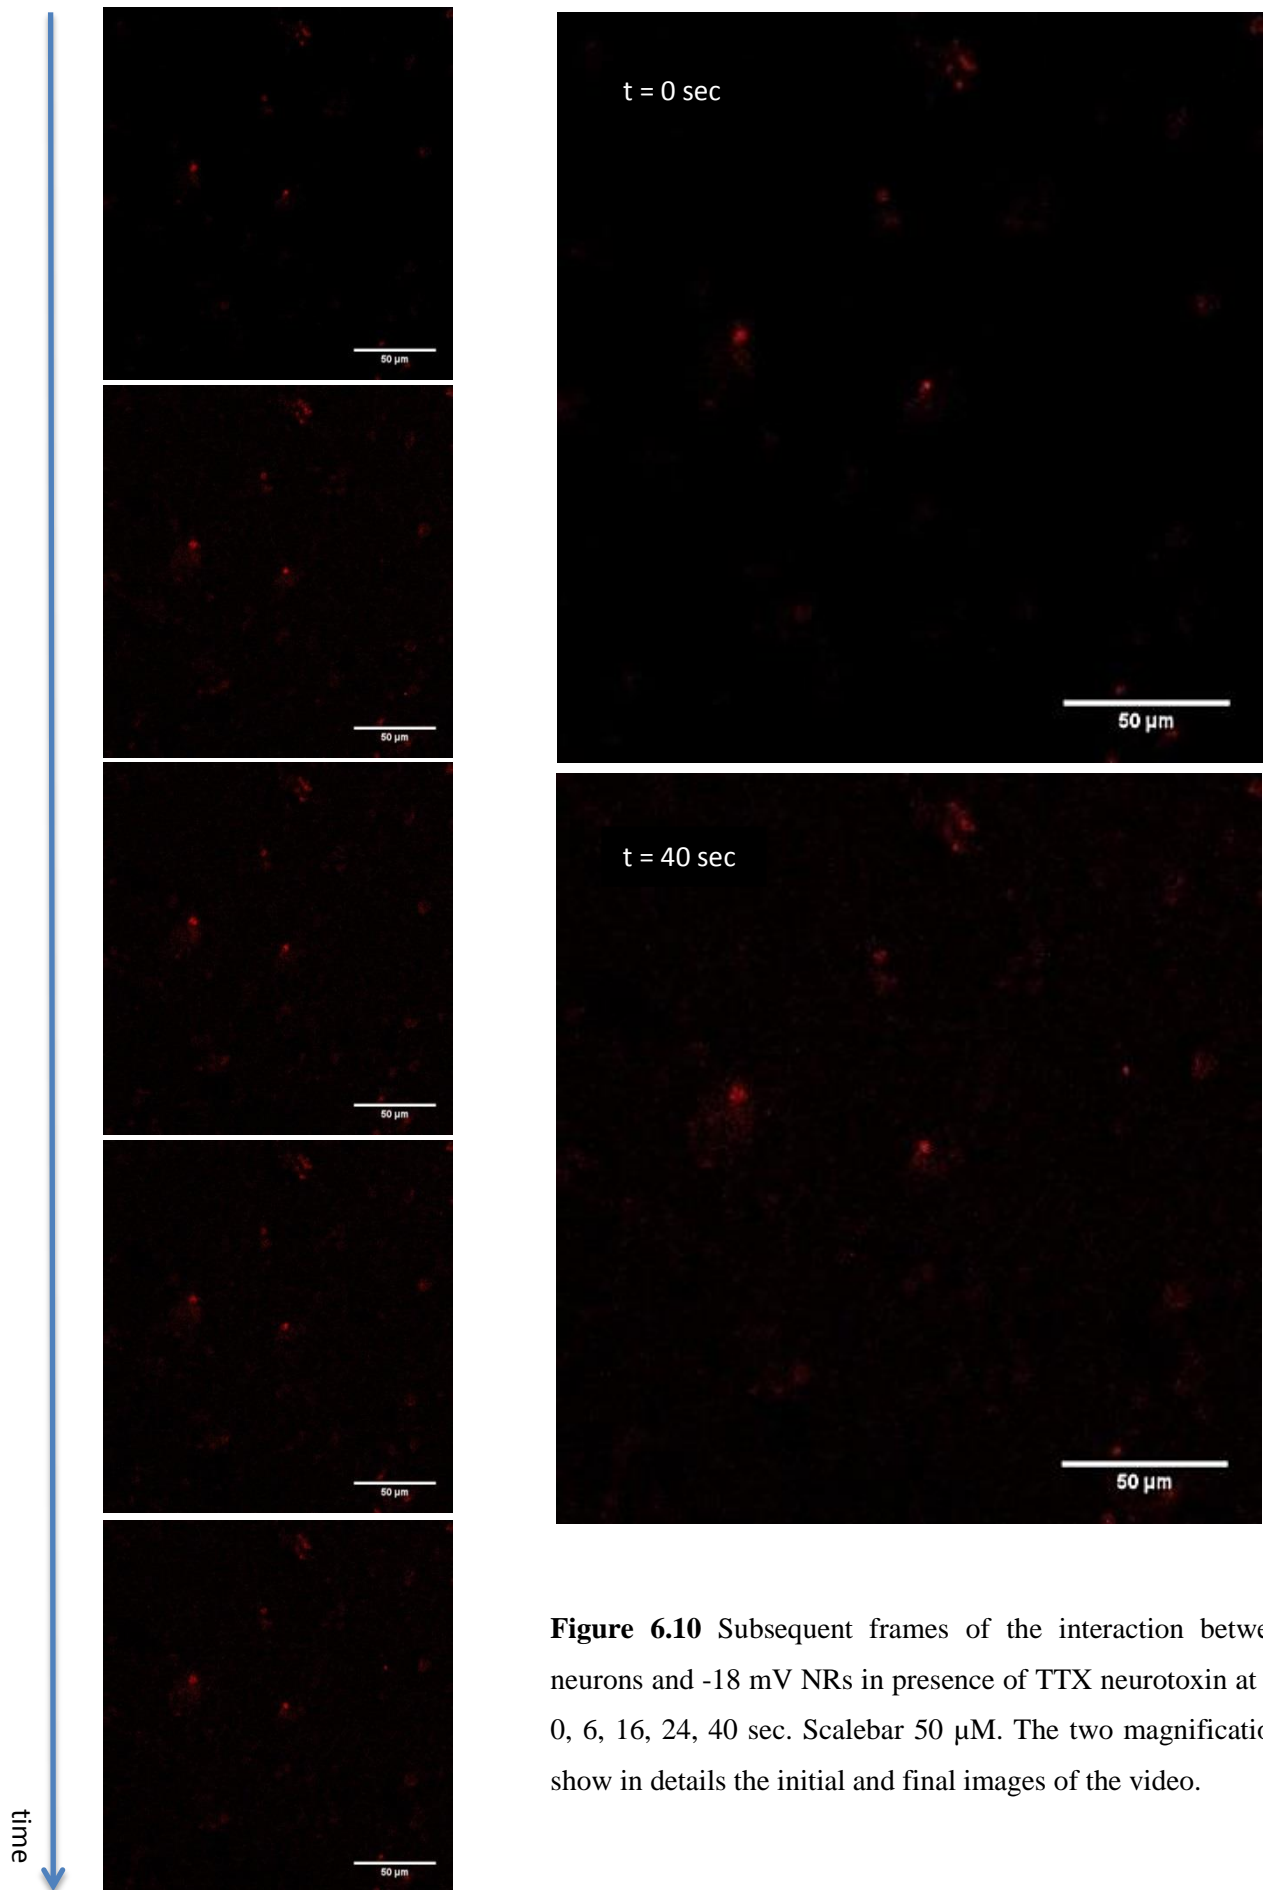 50 µm
50 µm
50 µm
50 µm
50 µm
time
t = 0 sec
50 µm
t = 40 sec
50 µm
Figure 6.10 Subsequent frames of the interaction betwe
neurons and -18 mV NRs in presence of TTX neurotoxin at
0, 6, 16, 24, 40 sec. Scalebar 50 µM. The two magnificatio
show in details the initial and final images of the video.